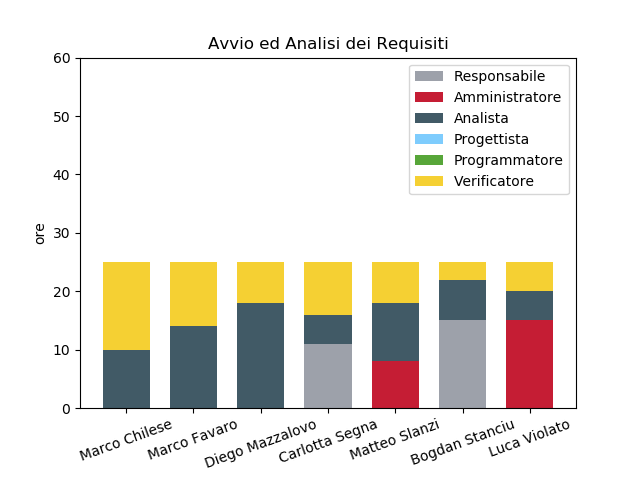 Avvio ed Analisi dei Requisiti
Responsabile
Amministratore
Analista
Progettista
Programmatore
Verificatore
ore
60
50
40
30
20
10
0
Marco Chilese
Marco Favaro
Diego Mazzalovo
Carlotta Segna
Matteo Slanzi
Bogdan Stanciu
Luca Violato